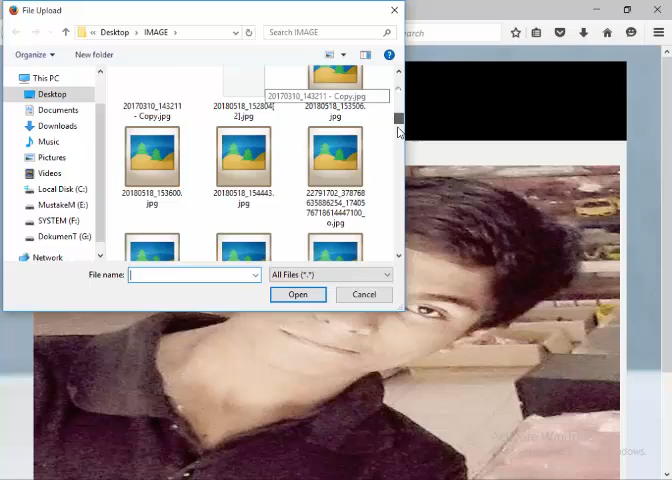 File Upload
« Desktop > IMAGE >
Search IMAGE
Organize
New folder
This PC
Desktop
Documents
Downloads
Music
Pictures
Videos
Local Disk (C:)
MustakeM (E:)
SYSTEM (F:)
DokumenT (G:)
Network
20170310_143211 - Copy.jpg
20170310_143211
- Copy.jpg
20180518_152804[
2].jpg
20180518_153506.
jpg
20180518_153600.
jpg
20180518_154443.
jpg
22791702_378768
635886254_17405
76718614447100_
o.jpg
File name:
All Files (*.*)
Open
Cancel
Search